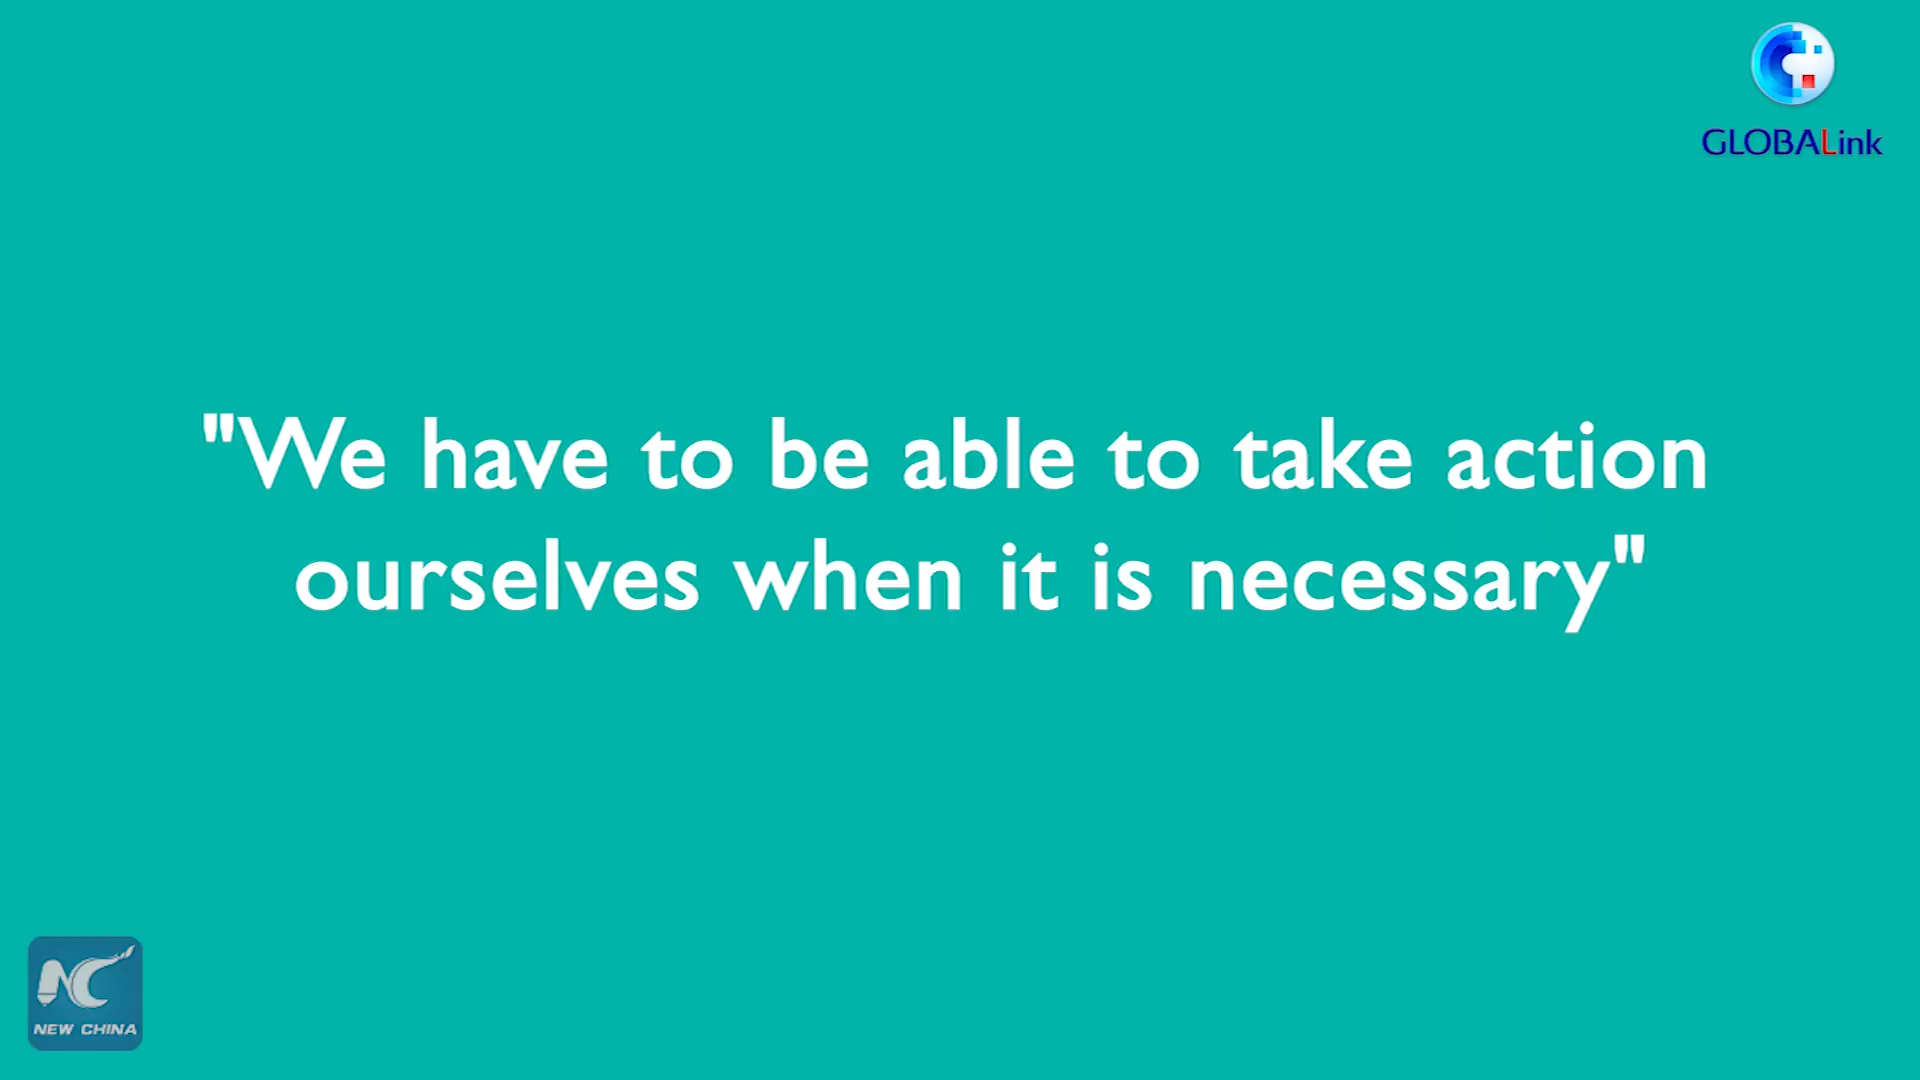 GLOBALink
"We have to be able to take action
ourselves when it is necessary"
NC
NEW CHINA